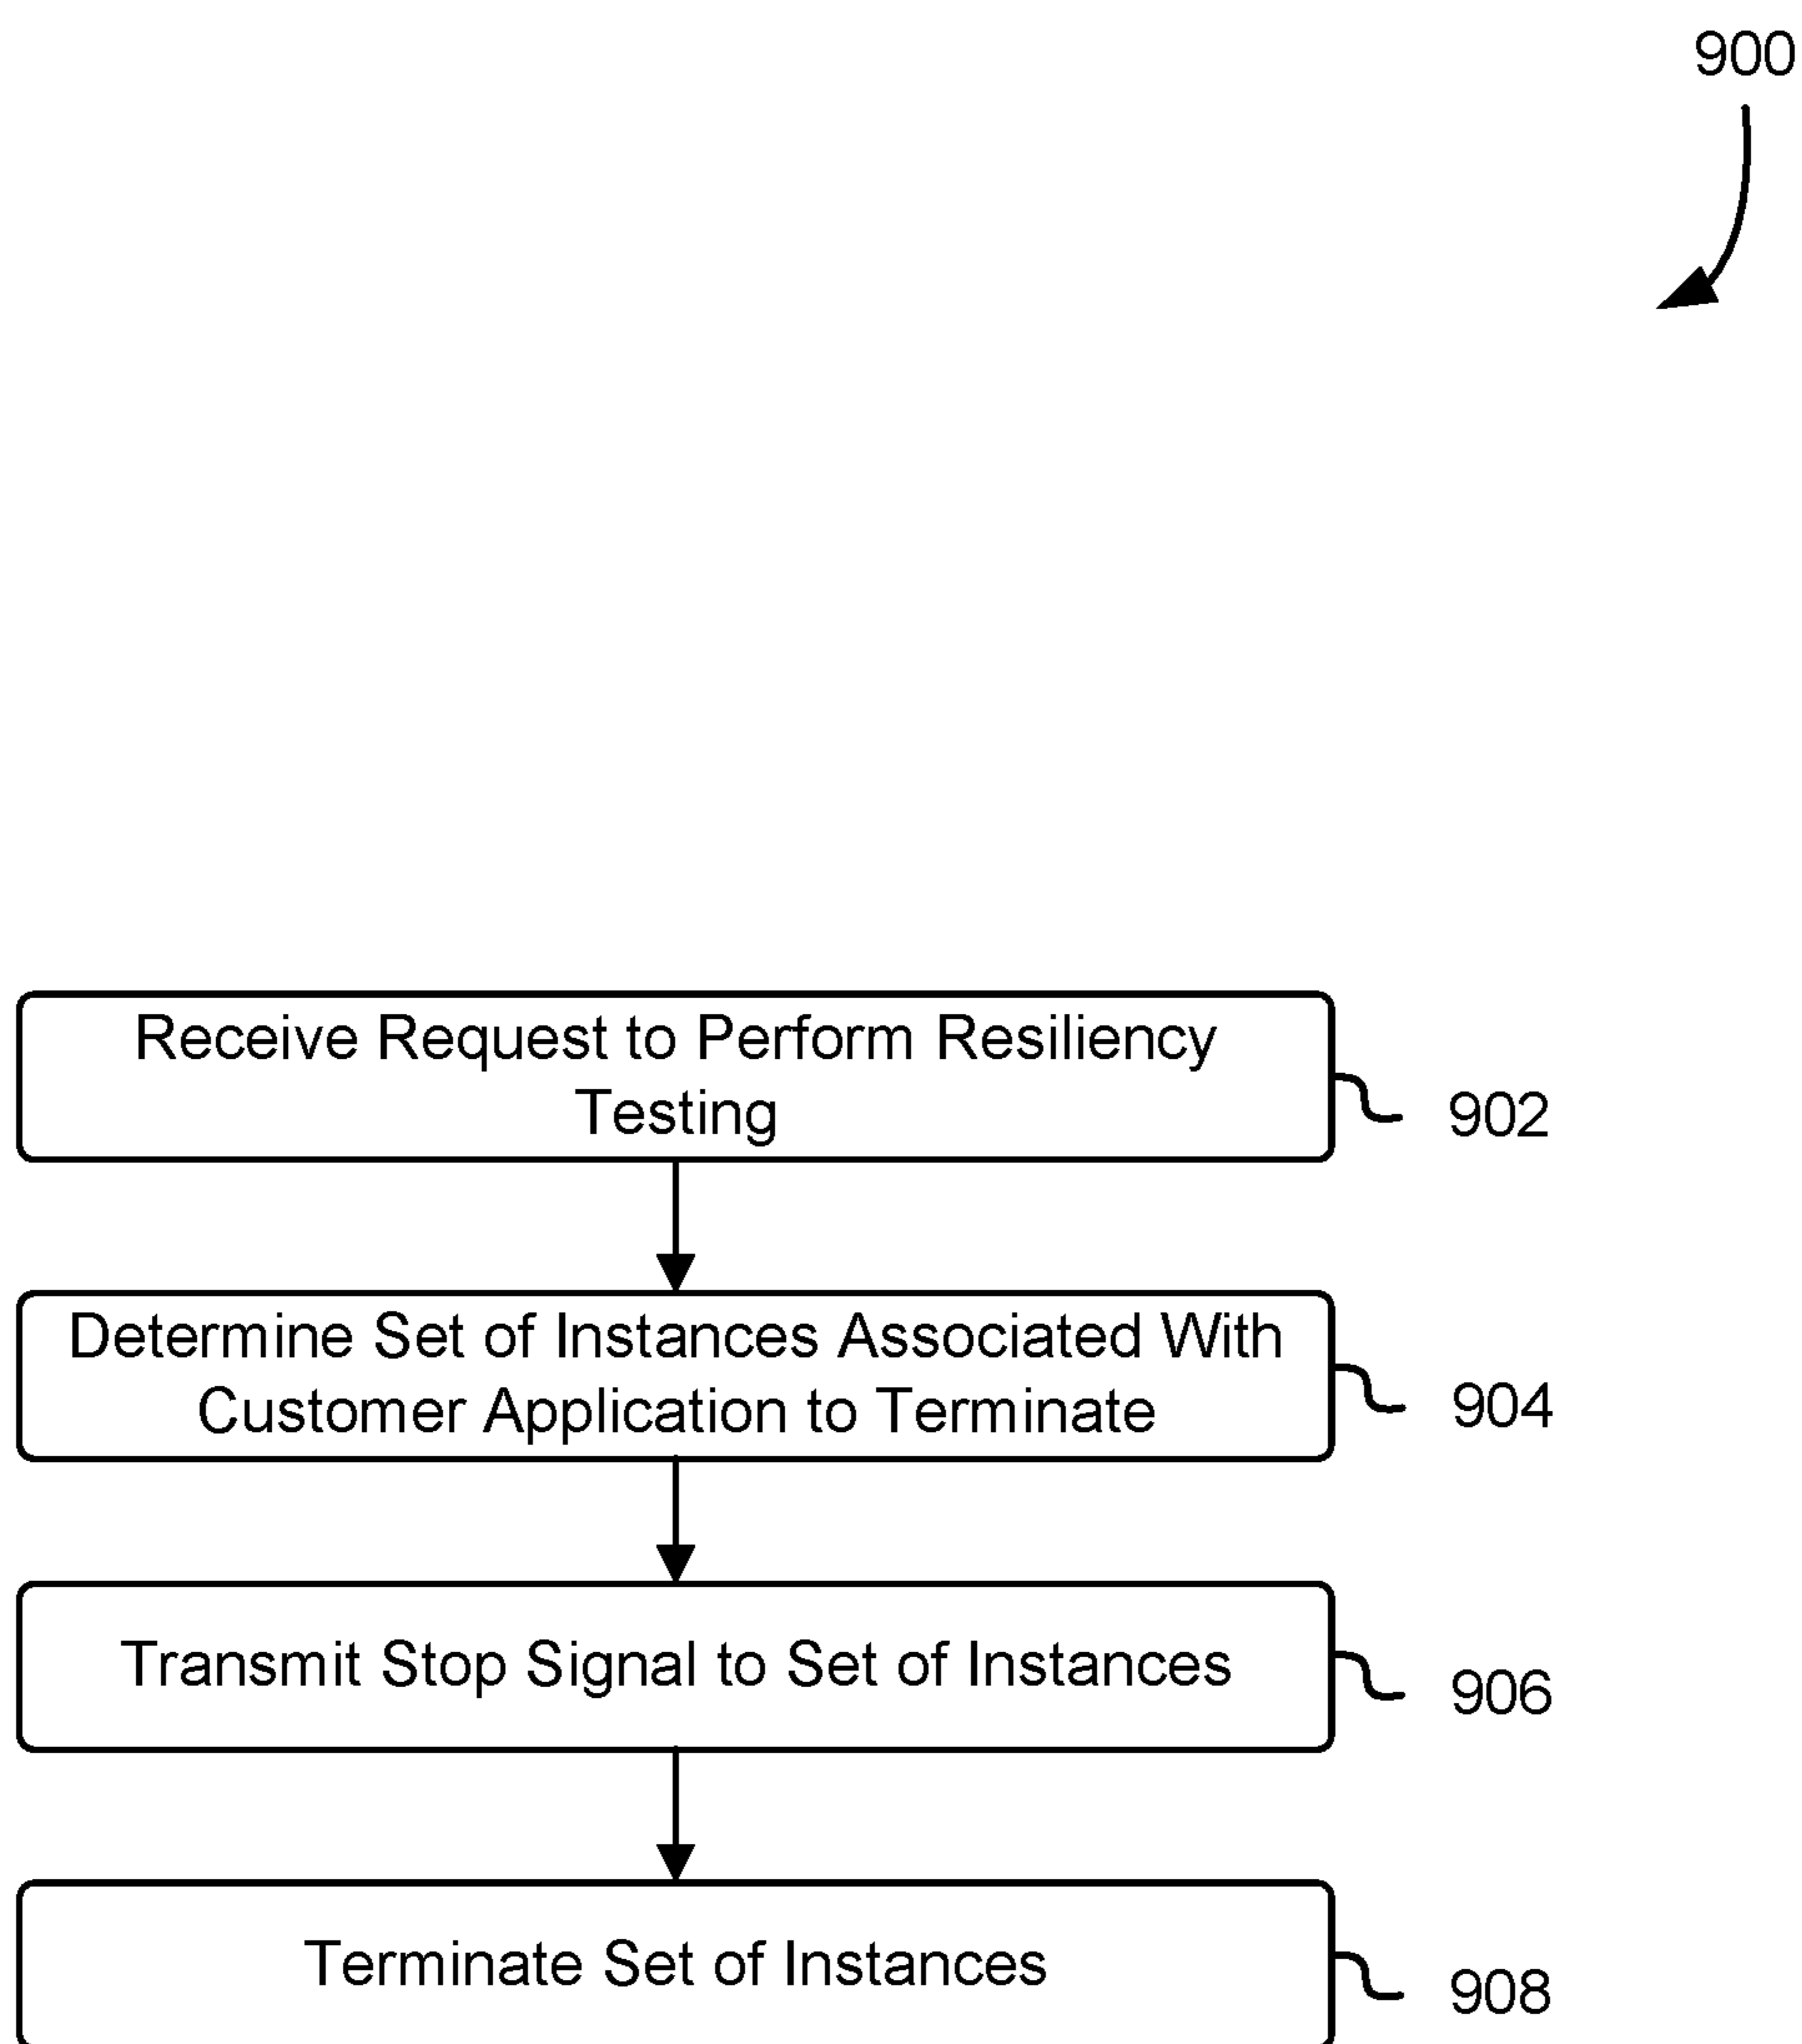 900
Receive Request to Perform Resiliency
Testing
902
Determine Set of Instances Associated With
Customer Application to Terminate
904
Transmit Stop Signal to Set of Instances
906
Terminate Set of Instances
908